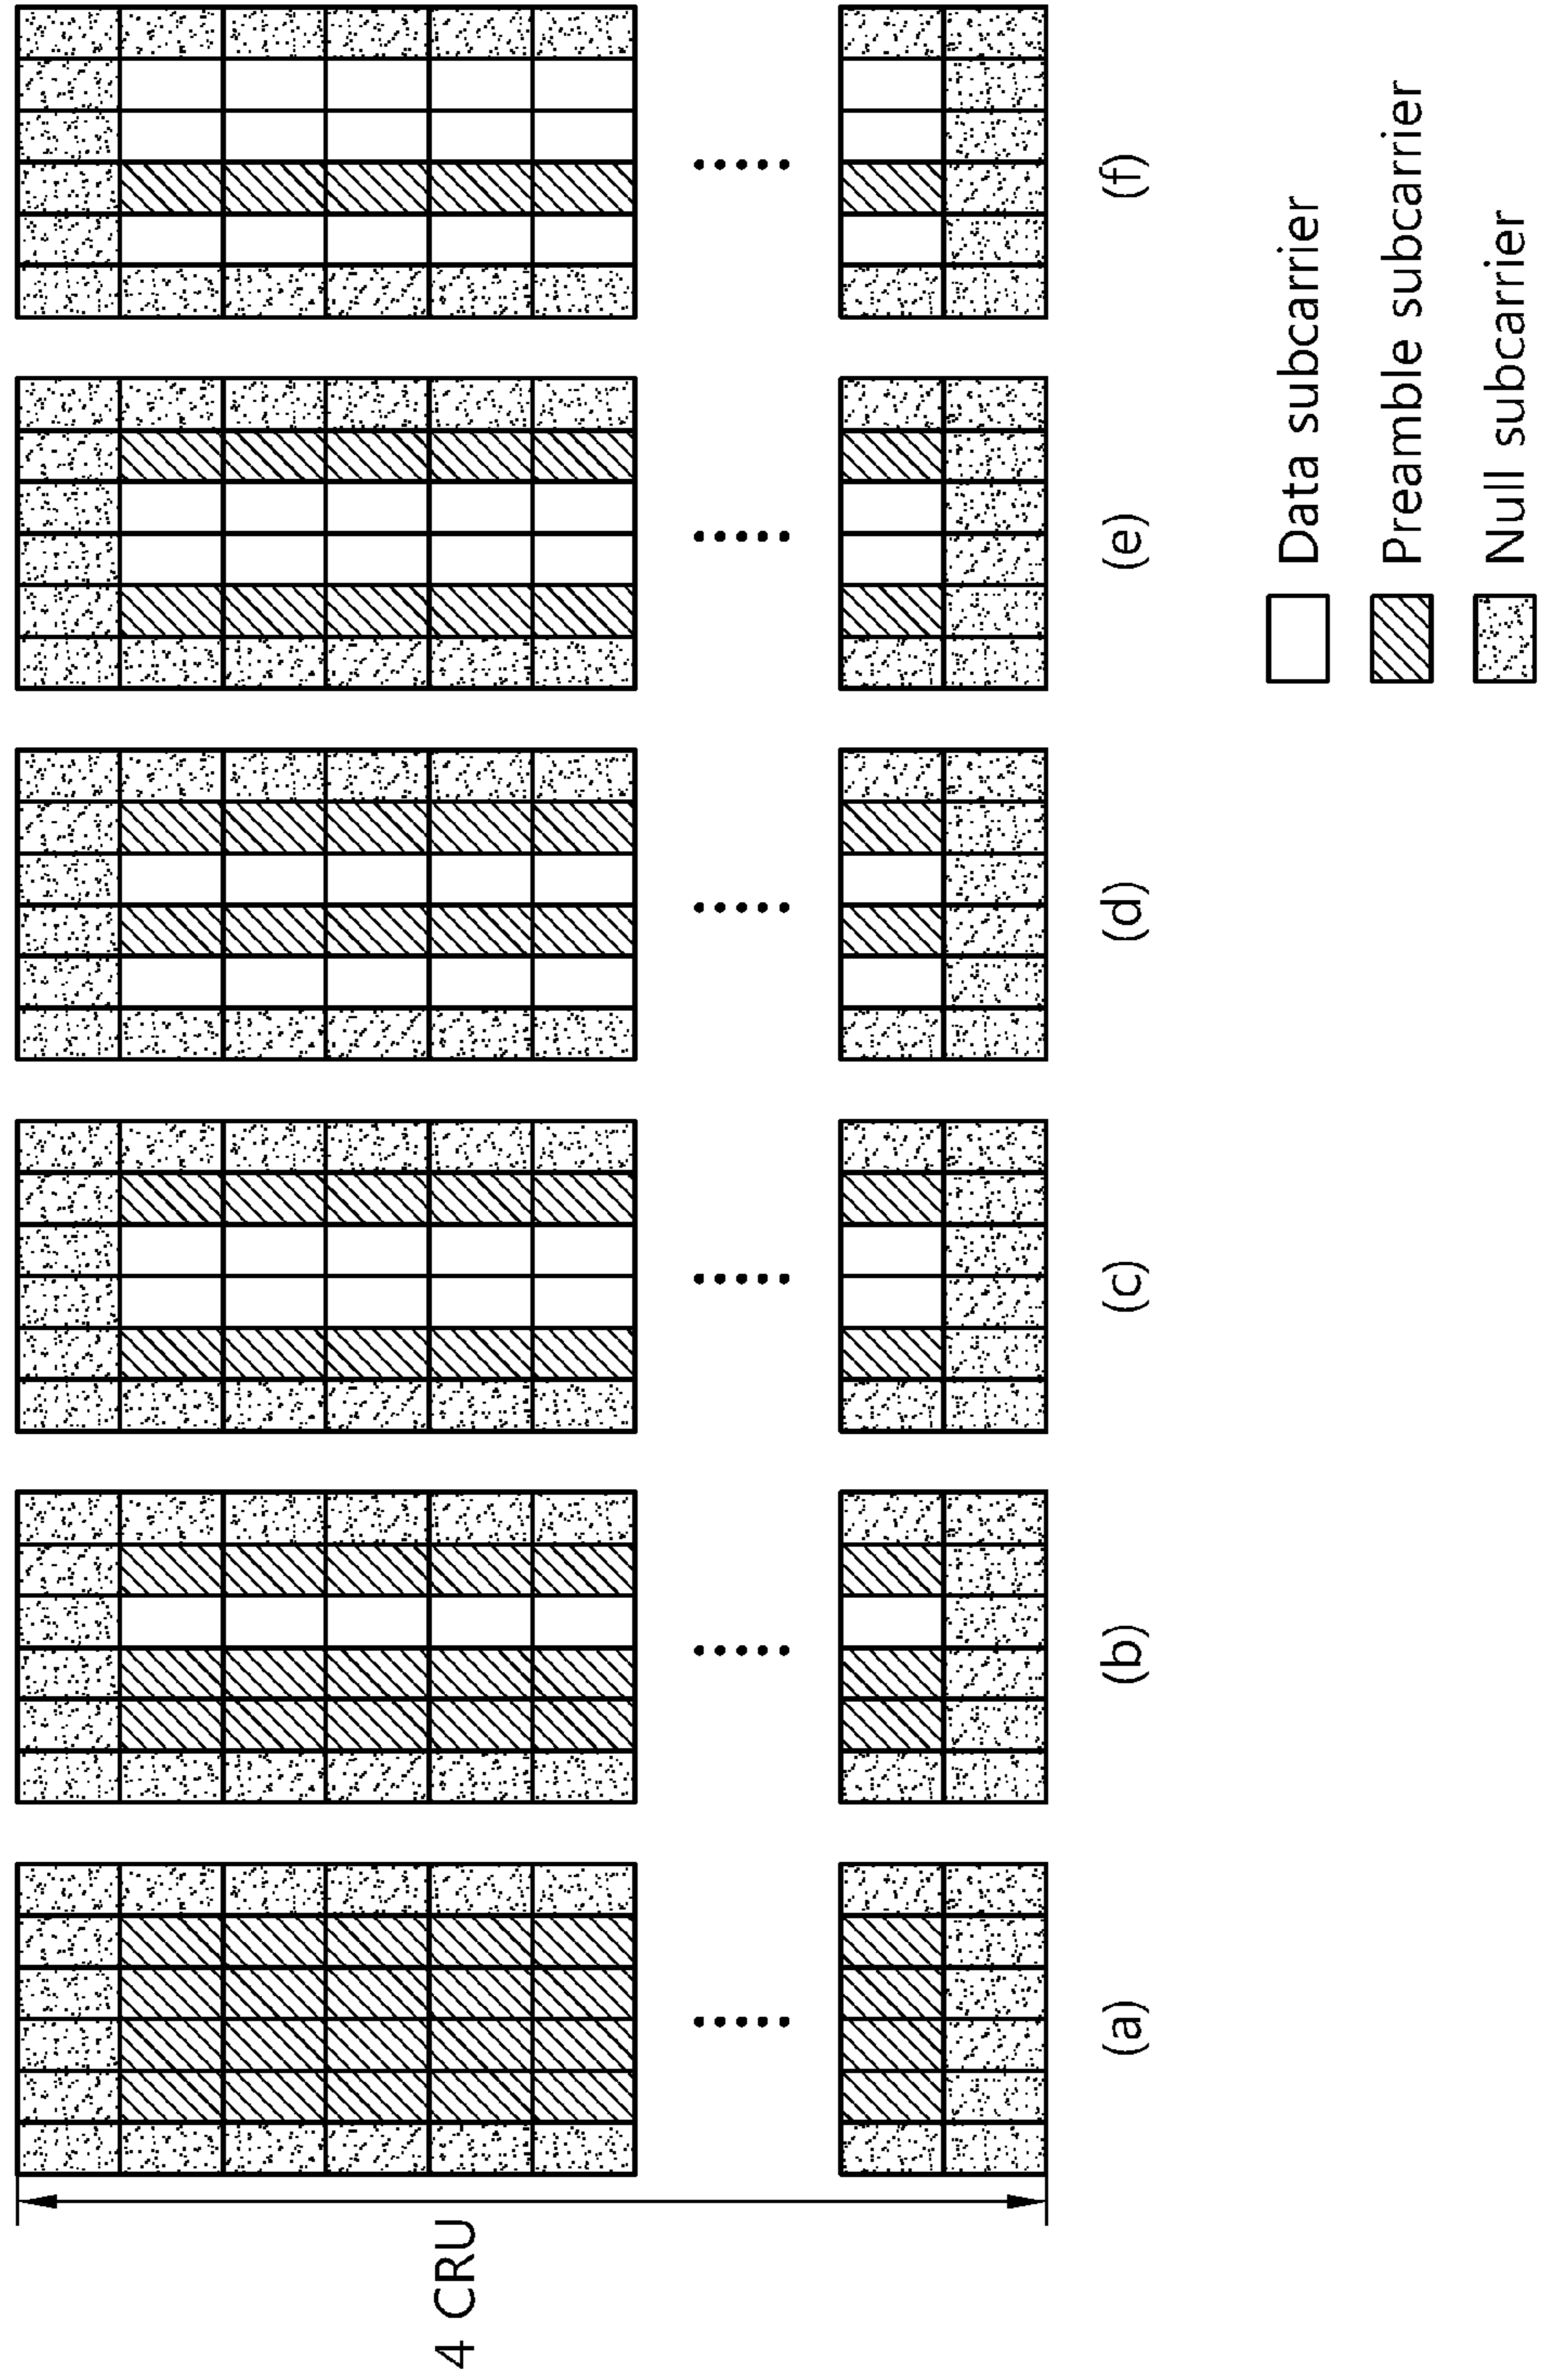 4 CRU
(a)
(b)
(c)
(d)
(e)
(f)
Data subcarrier
Preamble subcarrier
Null subcarrier